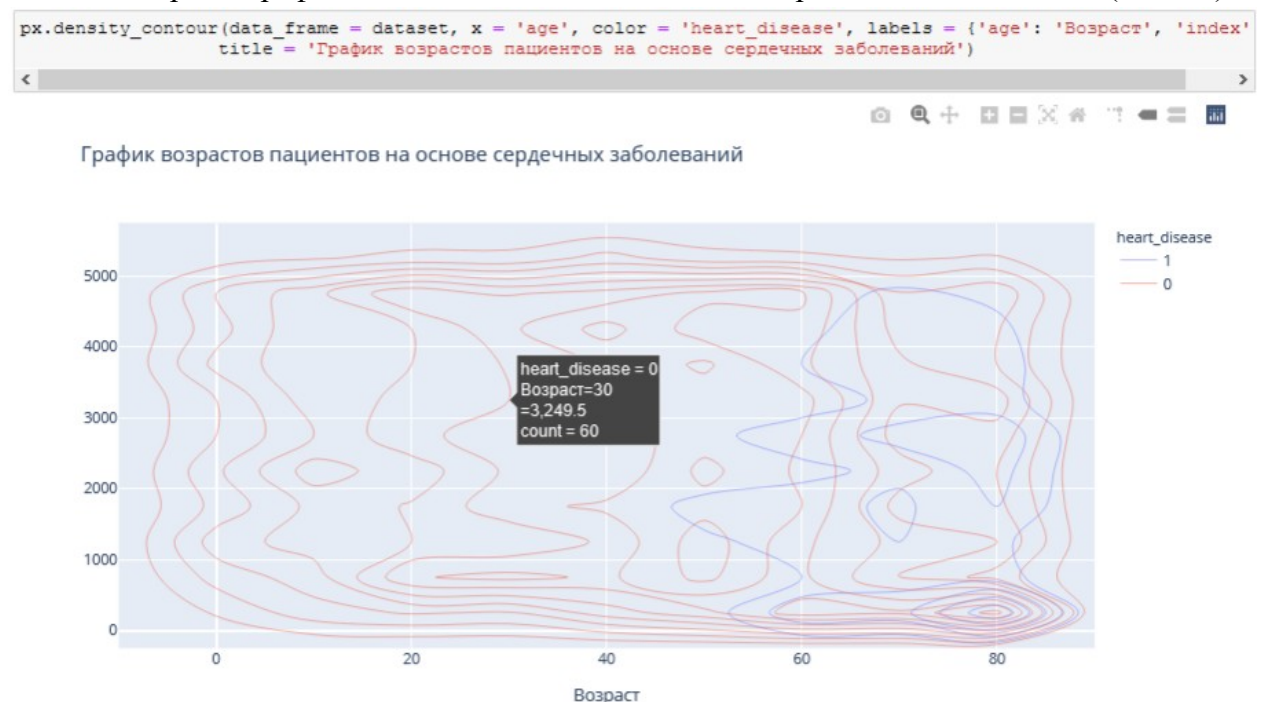 px.density_contour(data_frame = dataset, x = 'age', color = 'heart_disease', labels = {'age': 'Возраст', 'index'
title = 'График возрастов пациентов на основе сердечных заболеваний')
График возрастов пациентов на основе сердечных заболеваний
heart_disease
1
0
5000
4000
3000
2000
1000
0
heart_disease = 0
Возраст=30
=3,249.5
count = 60
0
20
40
60
80
Возраст